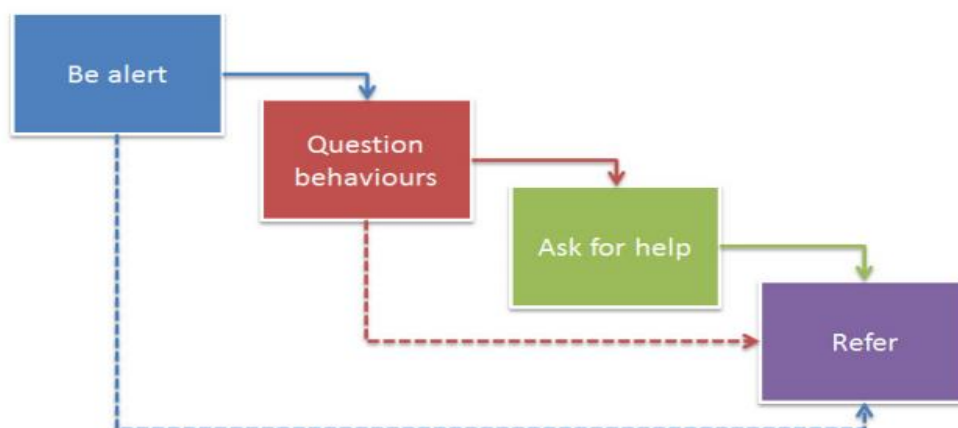 Be alert
Question
behaviours
Ask for help
Refer